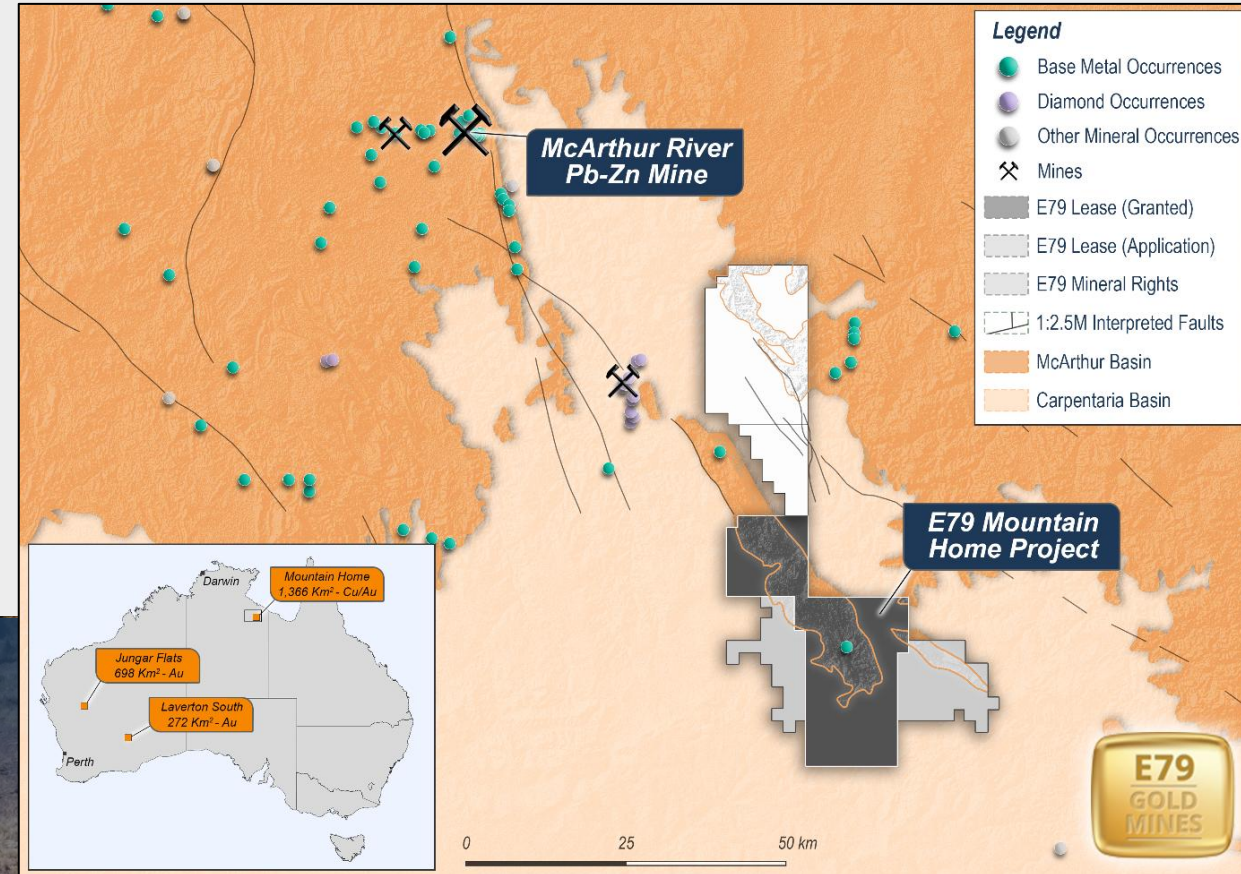 Legend
Base Metal Occurrences
Diamond Occurrences
Other Mineral Occurrences
Mines
E79 Lease (Granted)
E79 Lease (Application)
E79 Mineral Rights
1:2.5M Interpreted Faults
McArthur Basin
Carpentaria Basin
McArthur River
Pb-Zn Mine
E79 Mountain
Home Project
Darwin
Mountain Home
1,366 Km² - Cu/Au
Jungar Flats
698 Km² - Au
Laverton South
272 Km² - Au
Perth
0 25 50 km
E79
GOLD
MINES